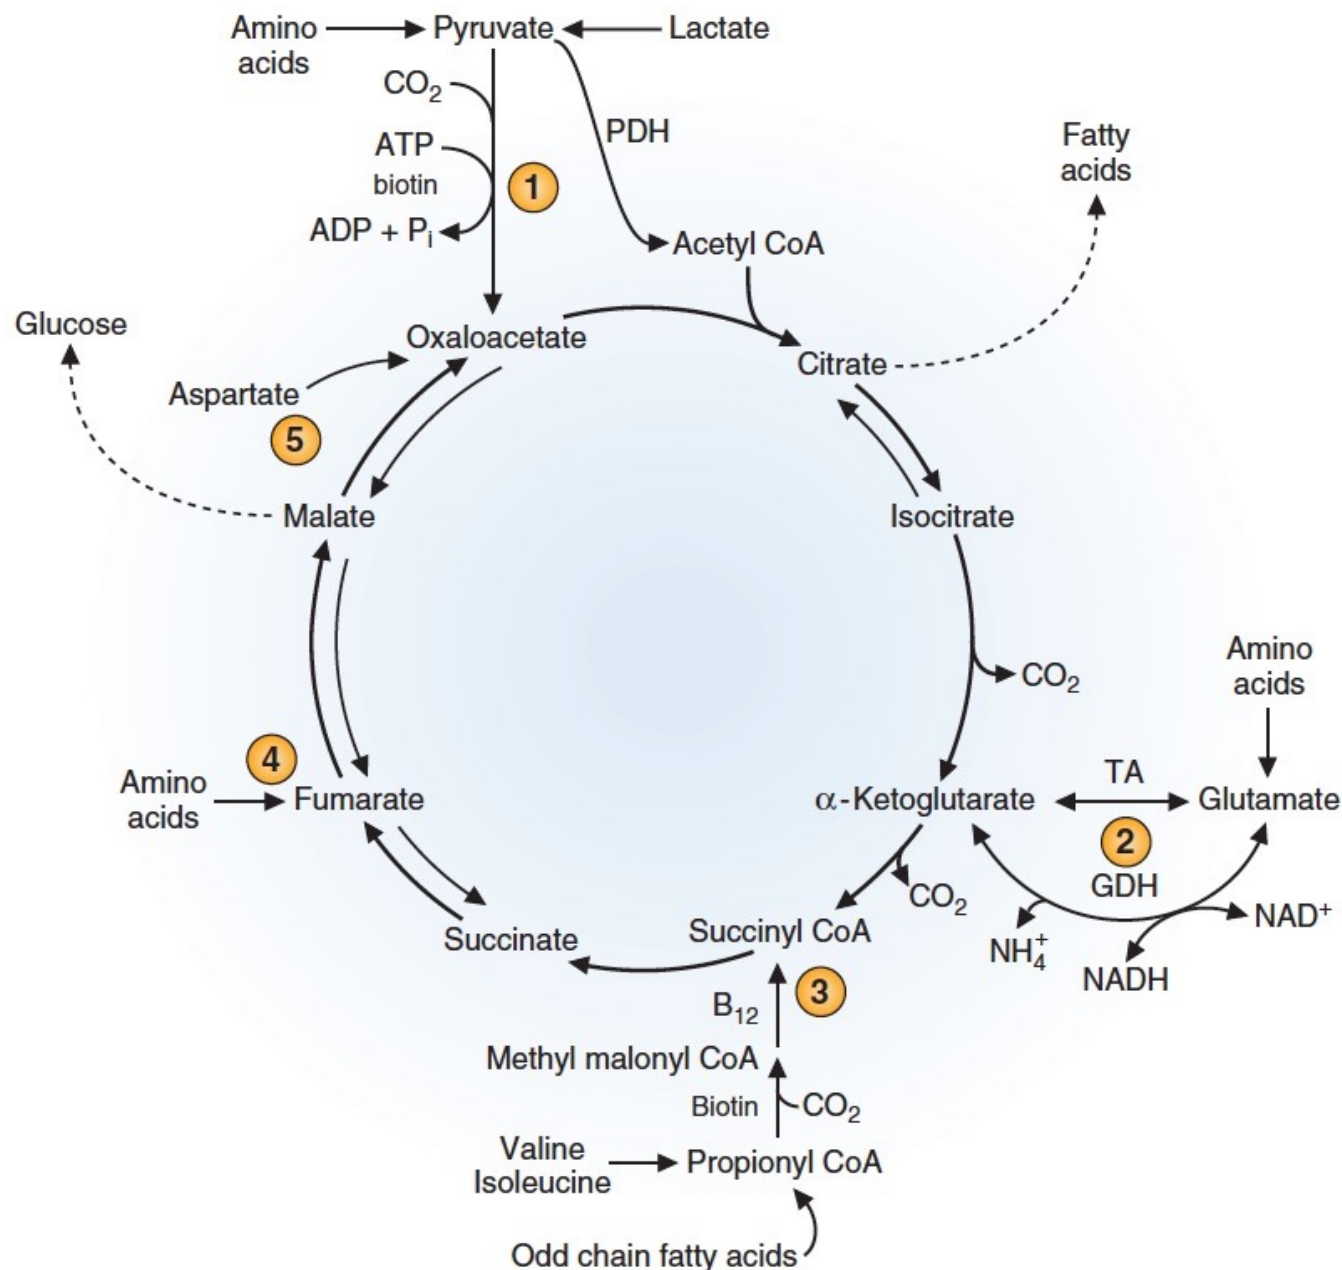 Amino
acids
Pyruvate
Lactate
CO₂
PDH
ATP
biotin
1
ADP + Pᵢ
Fatty
acids
Acetyl CoA
Glucose
Oxaloacetate
Citrate
Aspartate
5
Malate
Isocitrate
CO₂
Amino
acids
4
Amino
acids
Fumarate
α-Ketoglutarate
TA
Glutamate
2
GDH
CO₂
NH₄⁺
NAD⁺
NADH
Succinate
Succinyl CoA
3
B₁₂
Methyl malonyl CoA
Biotin
CO₂
Valine
Isoleucine
Propionyl CoA
Odd chain fatty acids